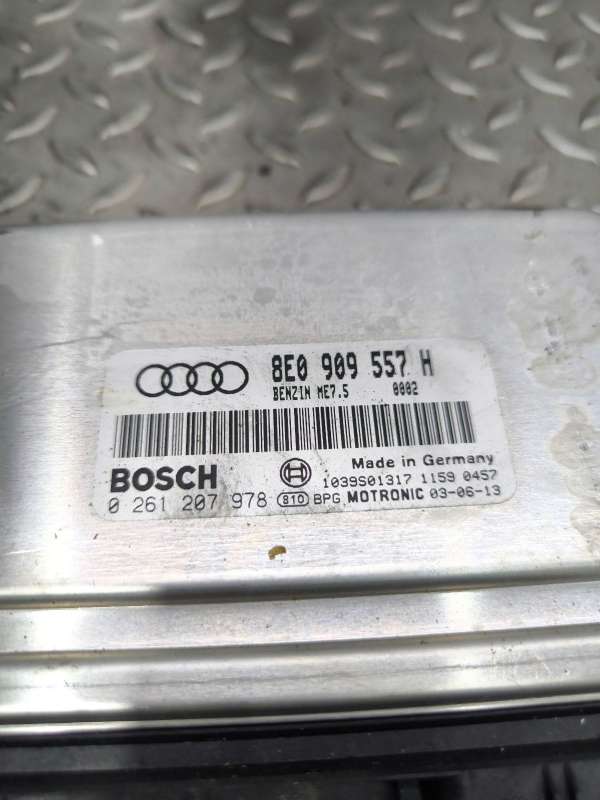 8E0 909 557 H
BENZIN ME7.5 0002
BOSCH Made in Germany
1039S01317 1159 0457
0 261 207 978 810 BPG MOTRONIC 03-06-13